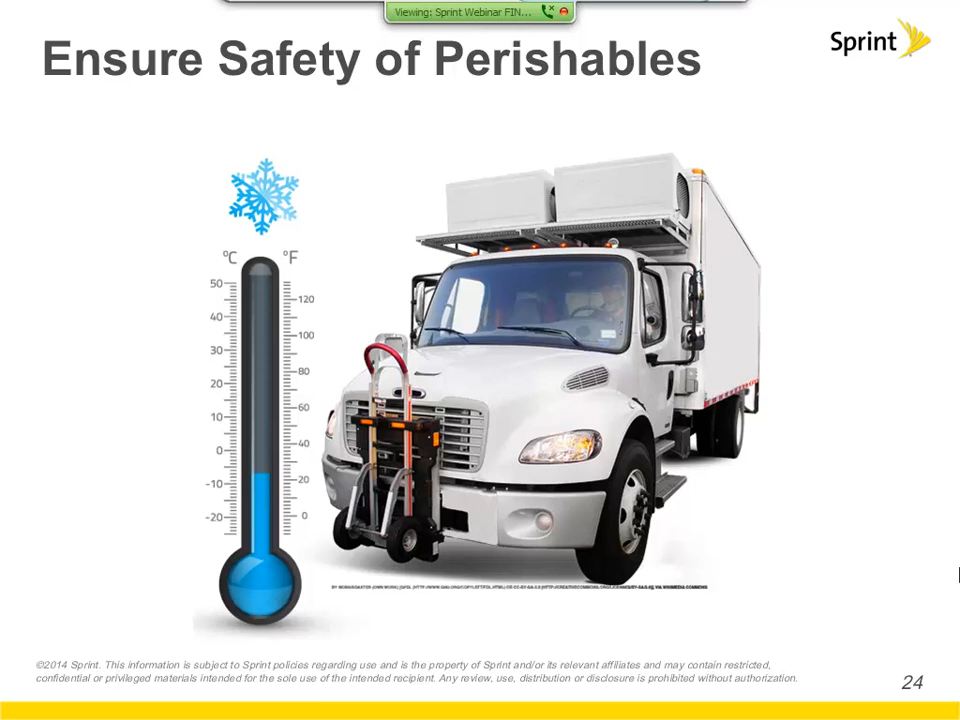 Viewing: Sprint Webinar FIN...
Ensure Safety of Perishables
Sprint
°C °F
50
120
40
100
30
80
20
60
10
40
0
20
-10
0
-20
©2014 Sprint. This information is subject to Sprint policies regarding use and is the property of Sprint and/or its relevant affiliates and may contain restricted,
confidential or privileged materials intended for the sole use of the intended recipient. Any review, use, distribution or disclosure is prohibited without authorization.
24